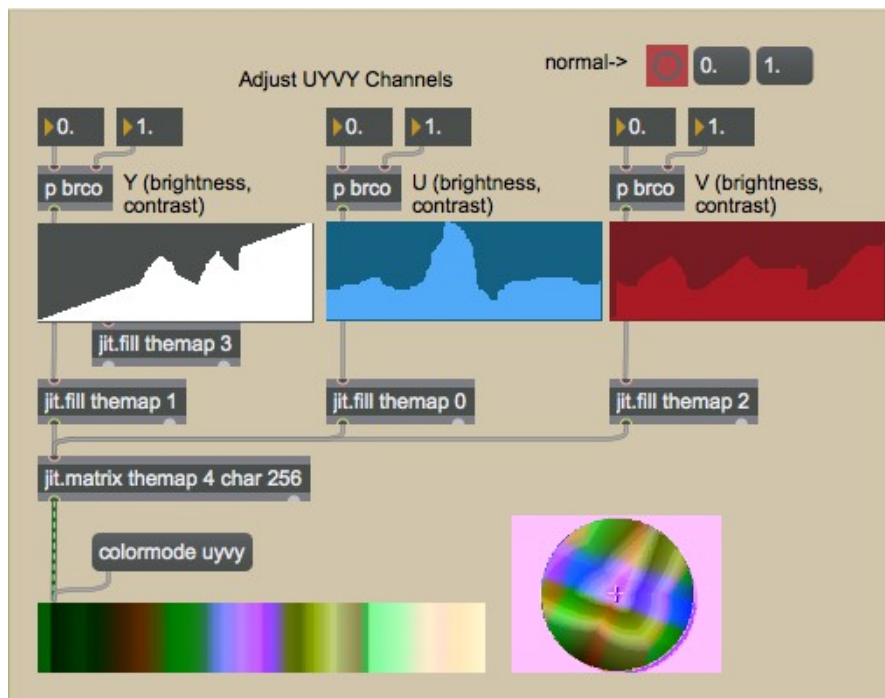 normal-> 0. 1.
Adjust UYVY Channels
0. 1. 0. 1. 0. 1.
p brco Y (brightness, contrast) p brco U (brightness, contrast) p brco V (brightness, contrast)
jit.fill themap 3
jit.fill themap 1 jit.fill themap 0 jit.fill themap 2
jit.matrix themap 4 char 256
colormode uyvy